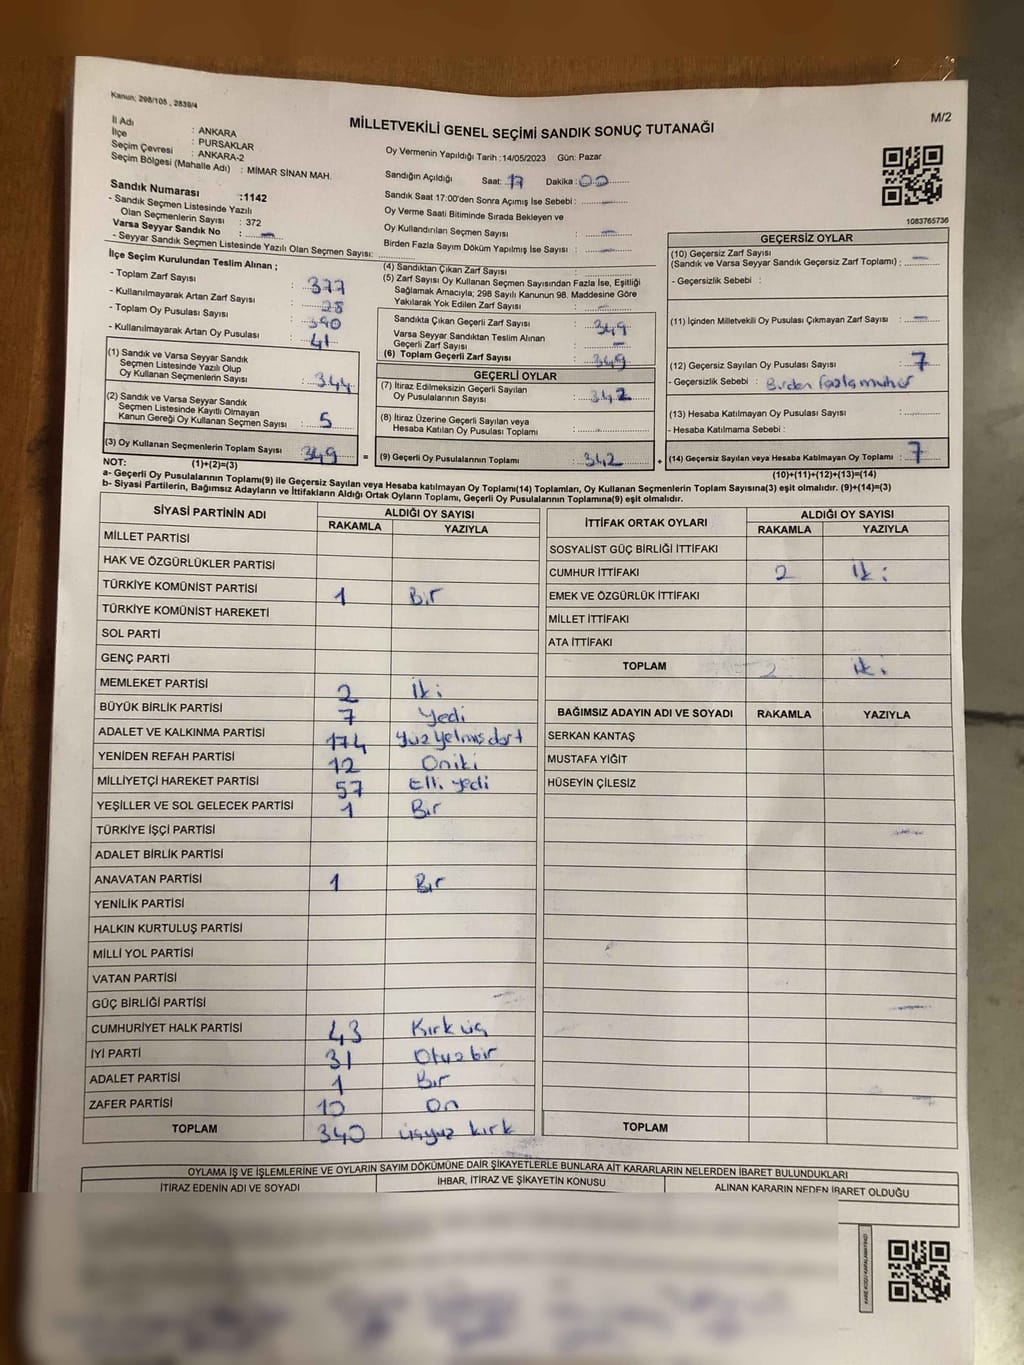 Kanun; 298/105 , 2839/4
M/2
MİLLETVEKİLİ GENEL SEÇİMİ SANDIK SONUÇ TUTANAĞI
İl Adı : ANKARA
İlçe : PURSAKLAR
Seçim Çevresi : ANKARA-2
Seçim Bölgesi (Mahalle Adı) : MİMAR SİNAN MAH.
Sandık Numarası :1142
- Sandık Seçmen Listesinde Yazılı
Olan Seçmenlerin Sayısı : 372
Varsa Seyyar Sandık No : —
- Seyyar Sandık Seçmen Listesinde Yazılı Olan Seçmen Sayısı:
Oy Vermenin Yapıldığı Tarih :14/05/2023 Gün: Pazar
Sandığın Açıldığı Saat: 17 Dakika : 00
Sandık Saat 17:00'den Sonra Açılmış İse Sebebi : —
Oy Verme Saati Bitiminde Sırada Bekleyen ve
Oy Kullandırılan Seçmen Sayısı : —
Birden Fazla Sayım Döküm Yapılmış İse Sayısı : —
1083765736
İlçe Seçim Kurulundan Teslim Alınan ;
- Toplam Zarf Sayısı : 377
- Kullanılmayarak Artan Zarf Sayısı : 28
- Toplam Oy Pusulası Sayısı : 390
- Kullanılmayarak Artan Oy Pusulası : 41
(1) Sandık ve Varsa Seyyar Sandık
Seçmen Listesinde Yazılı Olup
Oy Kullanan Seçmenlerin Sayısı : 344
(2) Sandık ve Varsa Seyyar Sandık
Seçmen Listesinde Kayıtlı Olmayan
Kanun Gereği Oy Kullanan Seçmen Sayısı : 5
(3) Oy Kullanan Seçmenlerin Toplam Sayısı : 349
(1)+(2)=(3)
(4) Sandıktan Çıkan Zarf Sayısı :
(5) Zarf Sayısı Oy Kullanan Seçmen Sayısından Fazla İse, Eşitliği
Sağlamak Amacıyla; 298 Sayılı Kanunun 98. Maddesine Göre
Yakılarak Yok Edilen Zarf Sayısı : —
Sandıkta Çıkan Geçerli Zarf Sayısı : 349
Varsa Seyyar Sandıktan Teslim Alınan
Geçerli Zarf Sayısı : —
(6) Toplam Geçerli Zarf Sayısı : 349
GEÇERLİ OYLAR
(7) İtiraz Edilmeksizin Geçerli Sayılan
Oy Pusulalarının Sayısı : 342
(8) İtiraz Üzerine Geçerli Sayılan veya
Hesaba Katılan Oy Pusulası Toplamı :
= (9) Geçerli Oy Pusulalarının Toplamı : 342
GEÇERSİZ OYLAR
(10) Geçersiz Zarf Sayısı
(Sandık ve Varsa Seyyar Sandık Geçersiz Zarf Toplamı) : —
- Geçersizlik Sebebi :
(11) İçinden Milletvekili Oy Pusulası Çıkmayan Zarf Sayısı : —
(12) Geçersiz Sayılan Oy Pusulası Sayısı : 7
- Geçersizlik Sebebi : Birden fazla muhür
(13) Hesaba Katılmayan Oy Pusulası Sayısı :
- Hesaba Katılmama Sebebi :
+ (14) Geçersiz Sayılan veya Hesaba Katılmayan Oy Toplamı : 7
(10)+(11)+(12)+(13)=(14)
NOT:
a- Geçerli Oy Pusulalarının Toplamı(9) ile Geçersiz Sayılan veya Hesaba katılmayan Oy Toplamı(14) Toplamları, Oy Kullanan Seçmenlerin Toplam Sayısına(3) eşit olmalıdır. (9)+(14)=(3)
b- Siyasi Partilerin, Bağımsız Adayların ve İttifakların Aldığı Ortak Oyların Toplamı, Geçerli Oy Pusulalarının Toplamına(9) eşit olmalıdır.
SİYASİ PARTİNİN ADI ALDIĞI OY SAYISI
RAKAMLA YAZIYLA
MİLLET PARTİSİ
HAK VE ÖZGÜRLÜKLER PARTİSİ
TÜRKİYE KOMÜNİST PARTİSİ 1 Bir
TÜRKİYE KOMÜNİST HAREKETİ
SOL PARTİ
GENÇ PARTİ
MEMLEKET PARTİSİ 2 iki
BÜYÜK BİRLİK PARTİSİ 7 Yedi
ADALET VE KALKINMA PARTİSİ 174 Yüzyetmişdört
YENİDEN REFAH PARTİSİ 12 Oniki
MİLLİYETÇİ HAREKET PARTİSİ 57 Elli yedi
YEŞİLLER VE SOL GELECEK PARTİSİ 1 Bir
TÜRKİYE İŞÇİ PARTİSİ
ADALET BİRLİK PARTİSİ
ANAVATAN PARTİSİ 1 Bir
YENİLİK PARTİSİ
HALKIN KURTULUŞ PARTİSİ
MİLLİ YOL PARTİSİ
VATAN PARTİSİ
GÜÇ BİRLİĞİ PARTİSİ
CUMHURİYET HALK PARTİSİ 43 Kırk üç
İYİ PARTİ 31 Otuz bir
ADALET PARTİSİ 1 Bir
ZAFER PARTİSİ 10 On
TOPLAM 340 üçyüz kırk
İTTİFAK ORTAK OYLARI ALDIĞI OY SAYISI
RAKAMLA YAZIYLA
SOSYALİST GÜÇ BİRLİĞİ İTTİFAKI
CUMHUR İTTİFAKI 2 iki
EMEK VE ÖZGÜRLÜK İTTİFAKI
MİLLET İTTİFAKI
ATA İTTİFAKI
TOPLAM 2 iki
BAĞIMSIZ ADAYIN ADI VE SOYADI RAKAMLA YAZIYLA
SERKAN KANTAŞ
MUSTAFA YİĞİT
HÜSEYİN ÇİLESİZ
TOPLAM
OYLAMA İŞ VE İŞLEMLERİNE VE OYLARIN SAYIM DÖKÜMÜNE DAİR ŞİKAYETLERLE BUNLARA AİT KARARLARIN NELERDEN İBARET BULUNDUKLARI
İTİRAZ EDENİN ADI VE SOYADI İHBAR, İTİRAZ VE ŞİKAYETİN KONUSU ALINAN KARARIN NEDEN İBARET OLDUĞU